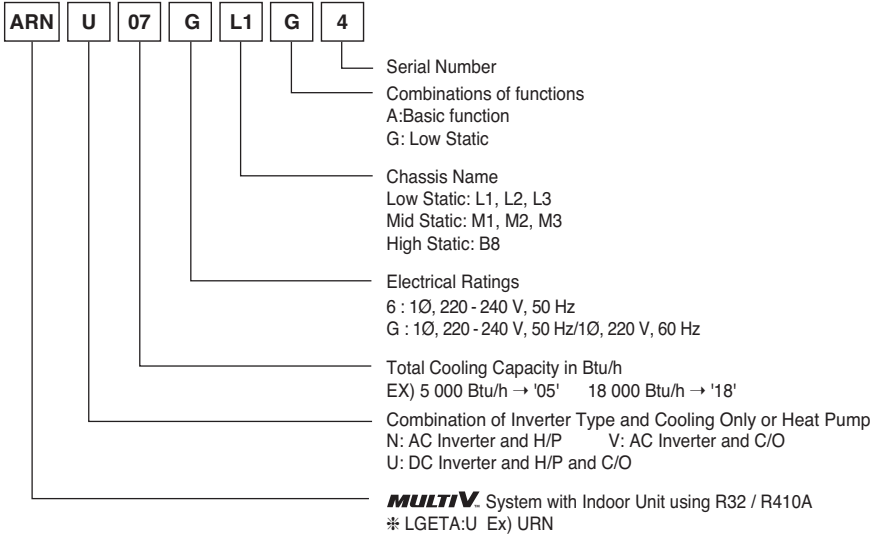 ARN U 07 G L1 G 4
Serial Number
Combinations of functions
A:Basic function
G: Low Static
Chassis Name
Low Static: L1, L2, L3
Mid Static: M1, M2, M3
High Static: B8
Electrical Ratings
6 : 1Ø, 220 - 240 V, 50 Hz
G : 1Ø, 220 - 240 V, 50 Hz/1Ø, 220 V, 60 Hz
Total Cooling Capacity in Btu/h
EX) 5 000 Btu/h → '05' 18 000 Btu/h → '18'
Combination of Inverter Type and Cooling Only or Heat Pump
N: AC Inverter and H/P V: AC Inverter and C/O
U: DC Inverter and H/P and C/O
MULTI V™ System with Indoor Unit using R32 / R410A
❈ LGETA:U Ex) URN